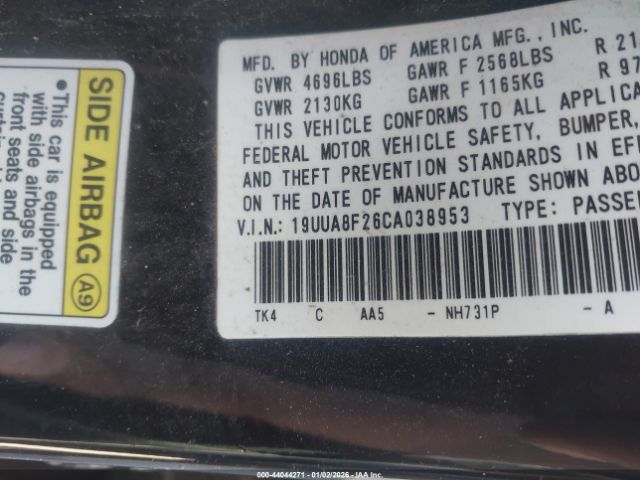 SIDE AIRBAG A9
●This car is equipped
with side airbags in the
front seats and side
MFD. BY HONDA OF AMERICA MFG., INC.
GVWR 4696LBS GAWR F 2568LBS R 21
GVWR 2130KG GAWR F 1165KG R 97
THIS VEHICLE CONFORMS TO ALL APPLICA
FEDERAL MOTOR VEHICLE SAFETY, BUMPER,
AND THEFT PREVENTION STANDARDS IN EFF
ON THE DATE OF MANUFACTURE SHOWN ABO
V.I.N.: 19UUA8F26CA038953 TYPE: PASSE
TK4 C AA5 - NH731P - A
000-44044271 - 01/02/2026 - IAAI.COM